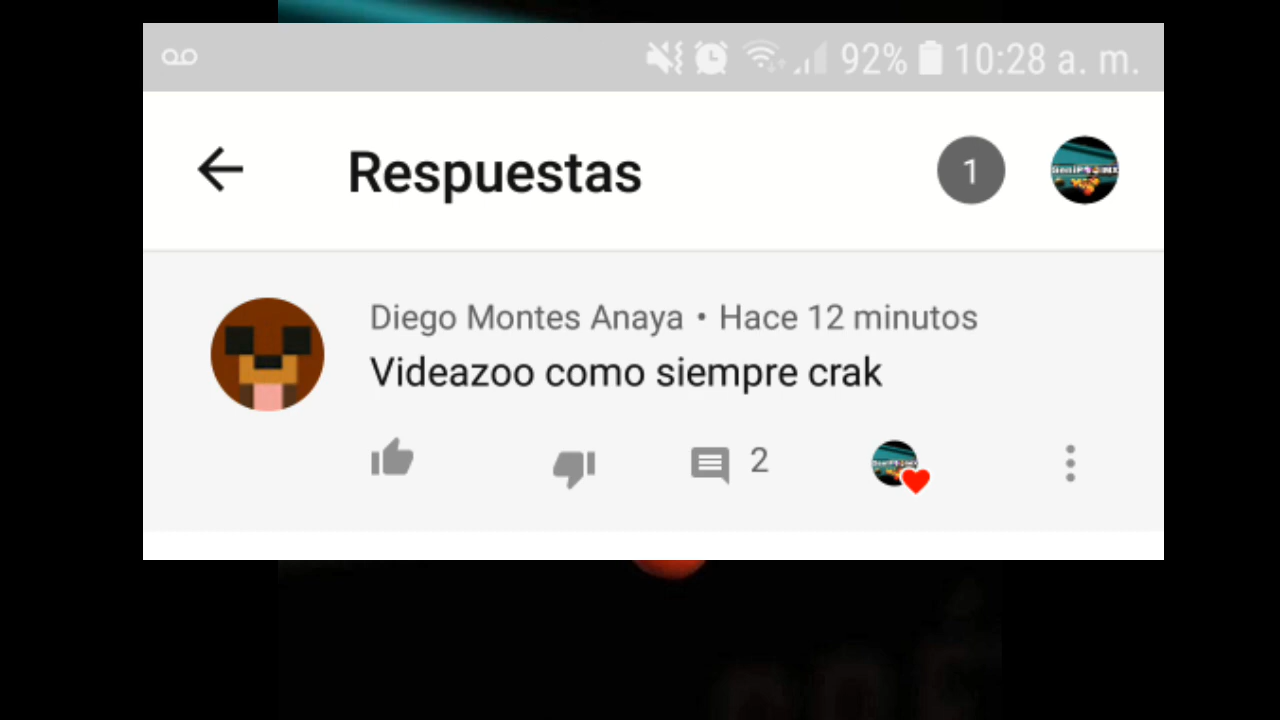 92% 10:28 a. m.
Respuestas
1
Diego Montes Anaya • Hace 12 minutos
Videazoo como siempre crak
2